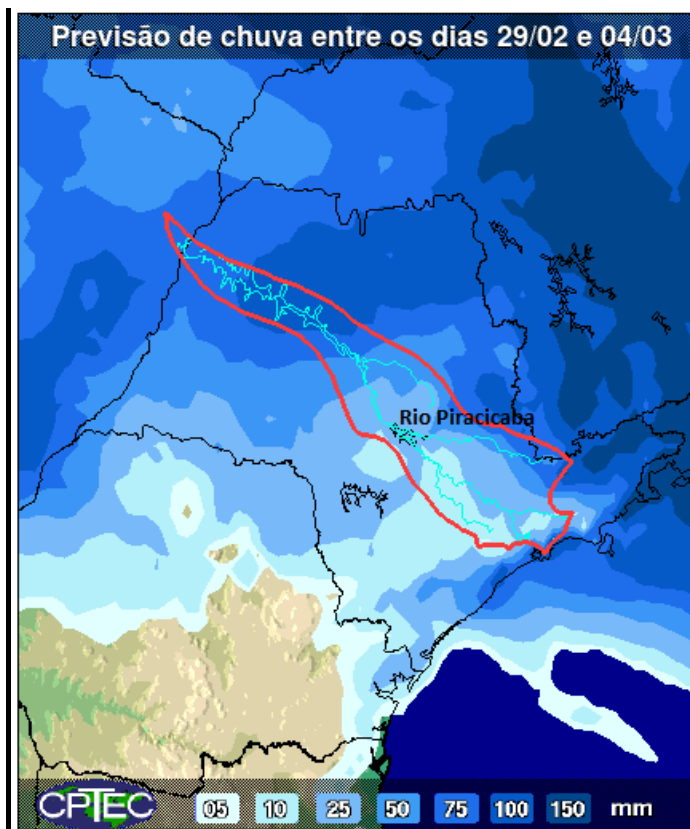 Previsão de chuva entre os dias 29/02 e 04/03
Rio Piracicaba
CPTEC 05 10 25 50 75 100 150 mm